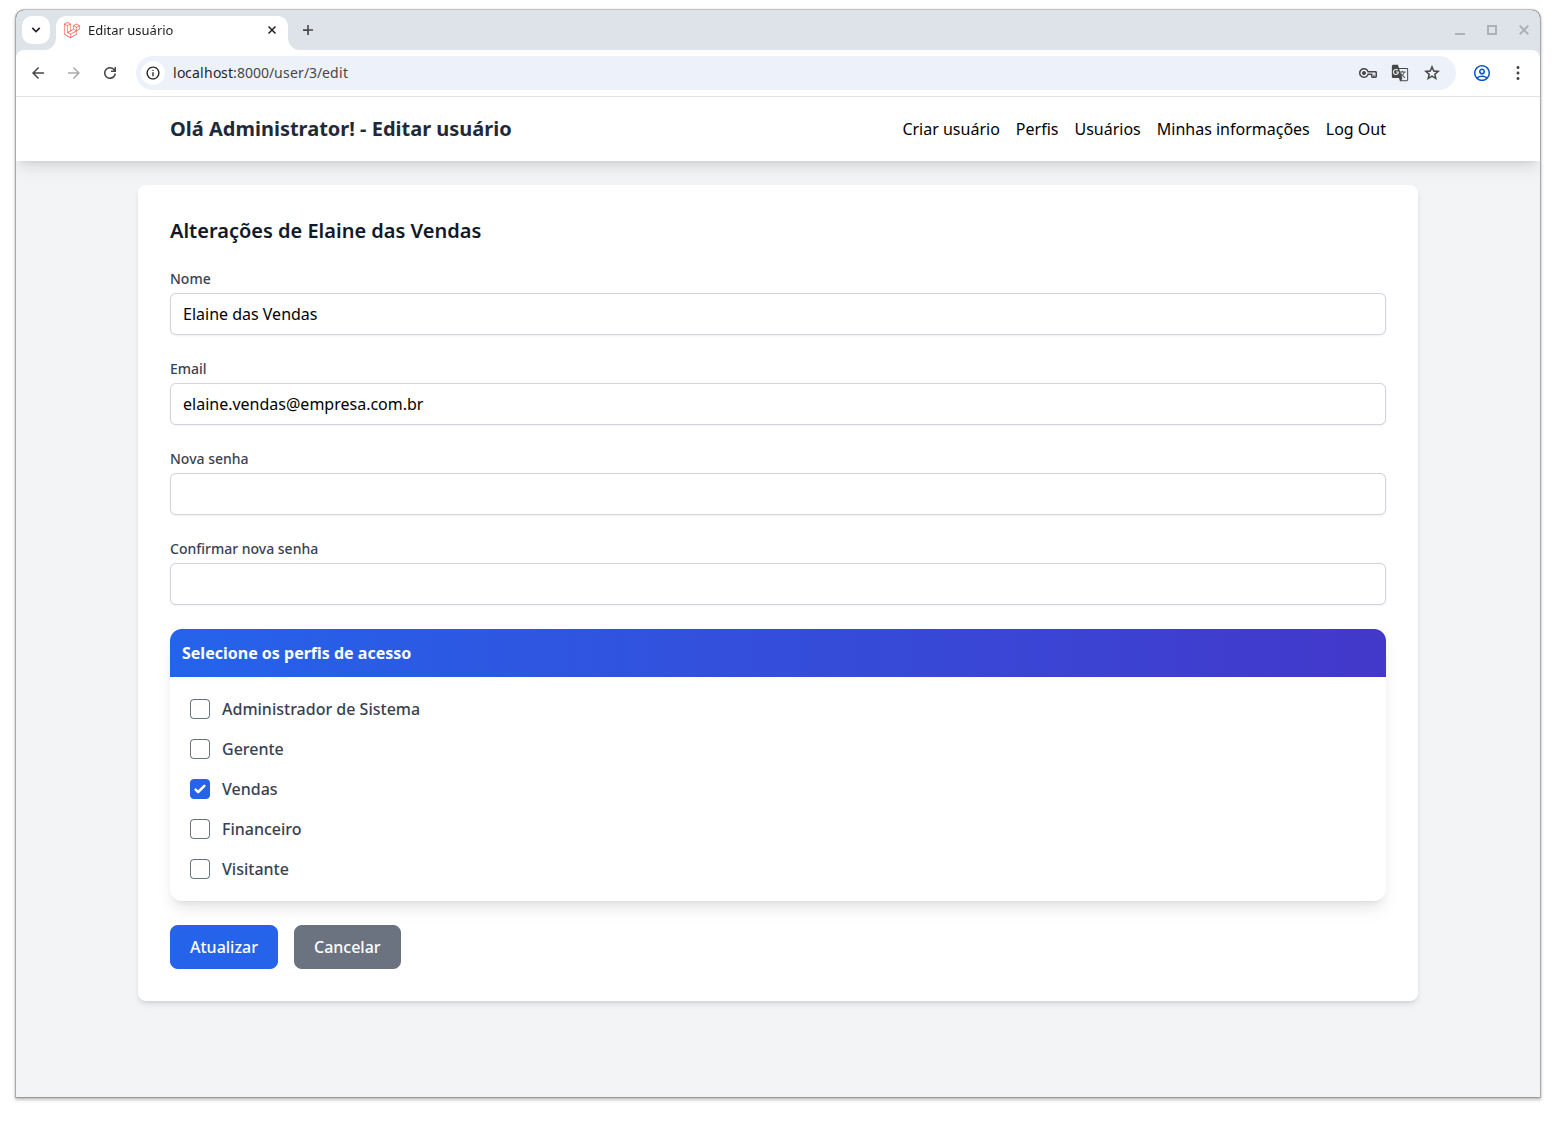 Editar usuário
localhost:8000/user/3/edit
Olá Administrator! - Editar usuário
Criar usuário Perfis Usuários Minhas informações Log Out
Alterações de Elaine das Vendas
Nome
Elaine das Vendas
Email
elaine.vendas@empresa.com.br
Nova senha
Confirmar nova senha
Selecione os perfis de acesso
Administrador de Sistema
Gerente
Vendas
Financeiro
Visitante
Atualizar Cancelar